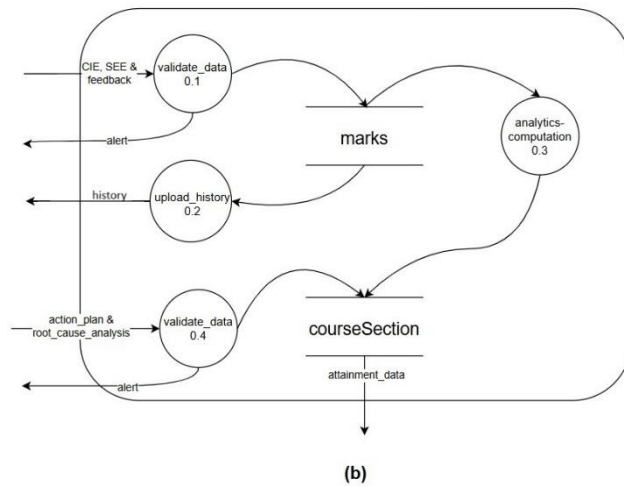 CIE, SEE &
feedback
validate_data
0.1
alert
marks
analytics-
computation
0.3
history
upload_history
0.2
action_plan &
root_cause_analysis
validate_data
0.4
alert
courseSection
attainment_data
(b)